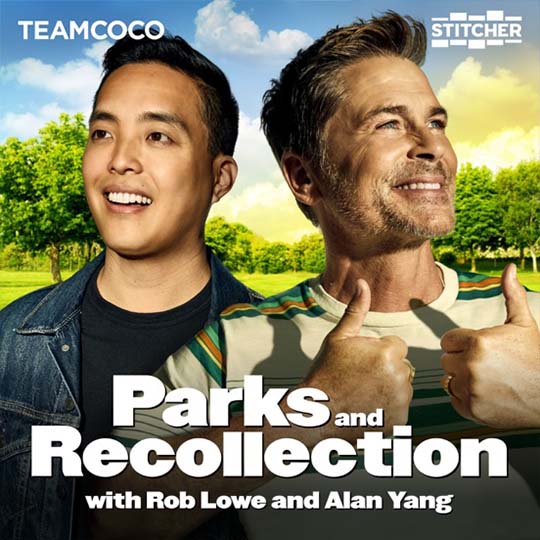 TEAMCOCO
STITCHER
Parks and
Recollection
with Rob Lowe and Alan Yang